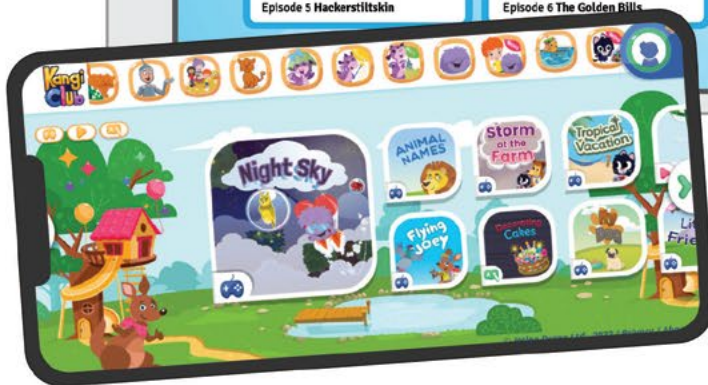 Episode 5 Hackerstiltskin
Episode 6 The Golden Bills
Kangi
Club
Night Sky
ANIMAL
NAMES
Storm
at the
Farm
Tropical
Vacation
Flying
Joey
Decorating
Cakes